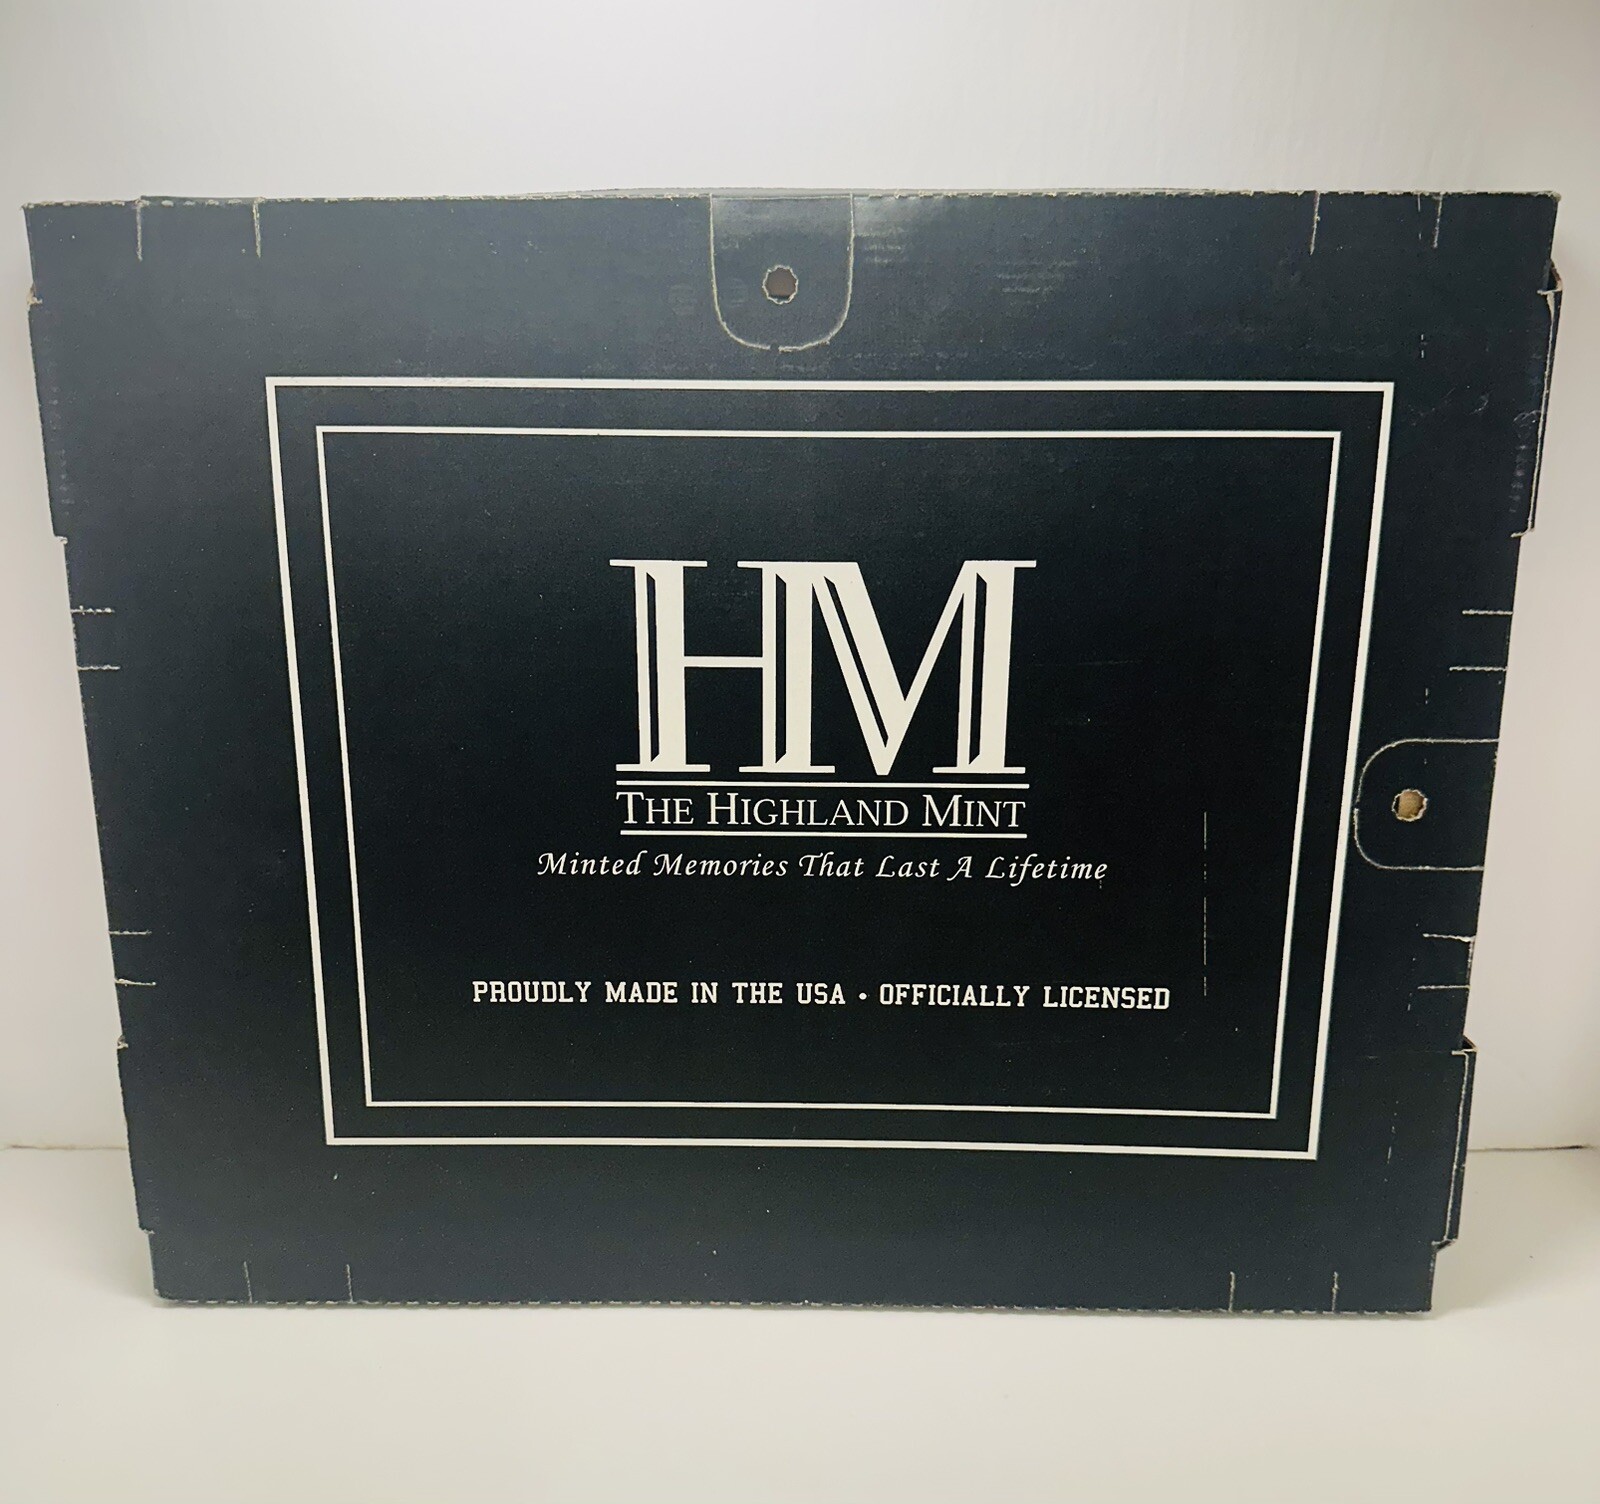 HM
THE HIGHLAND MINT
Minted Memories That Last A Lifetime
PROUDLY MADE IN THE USA • OFFICIALLY LICENSED